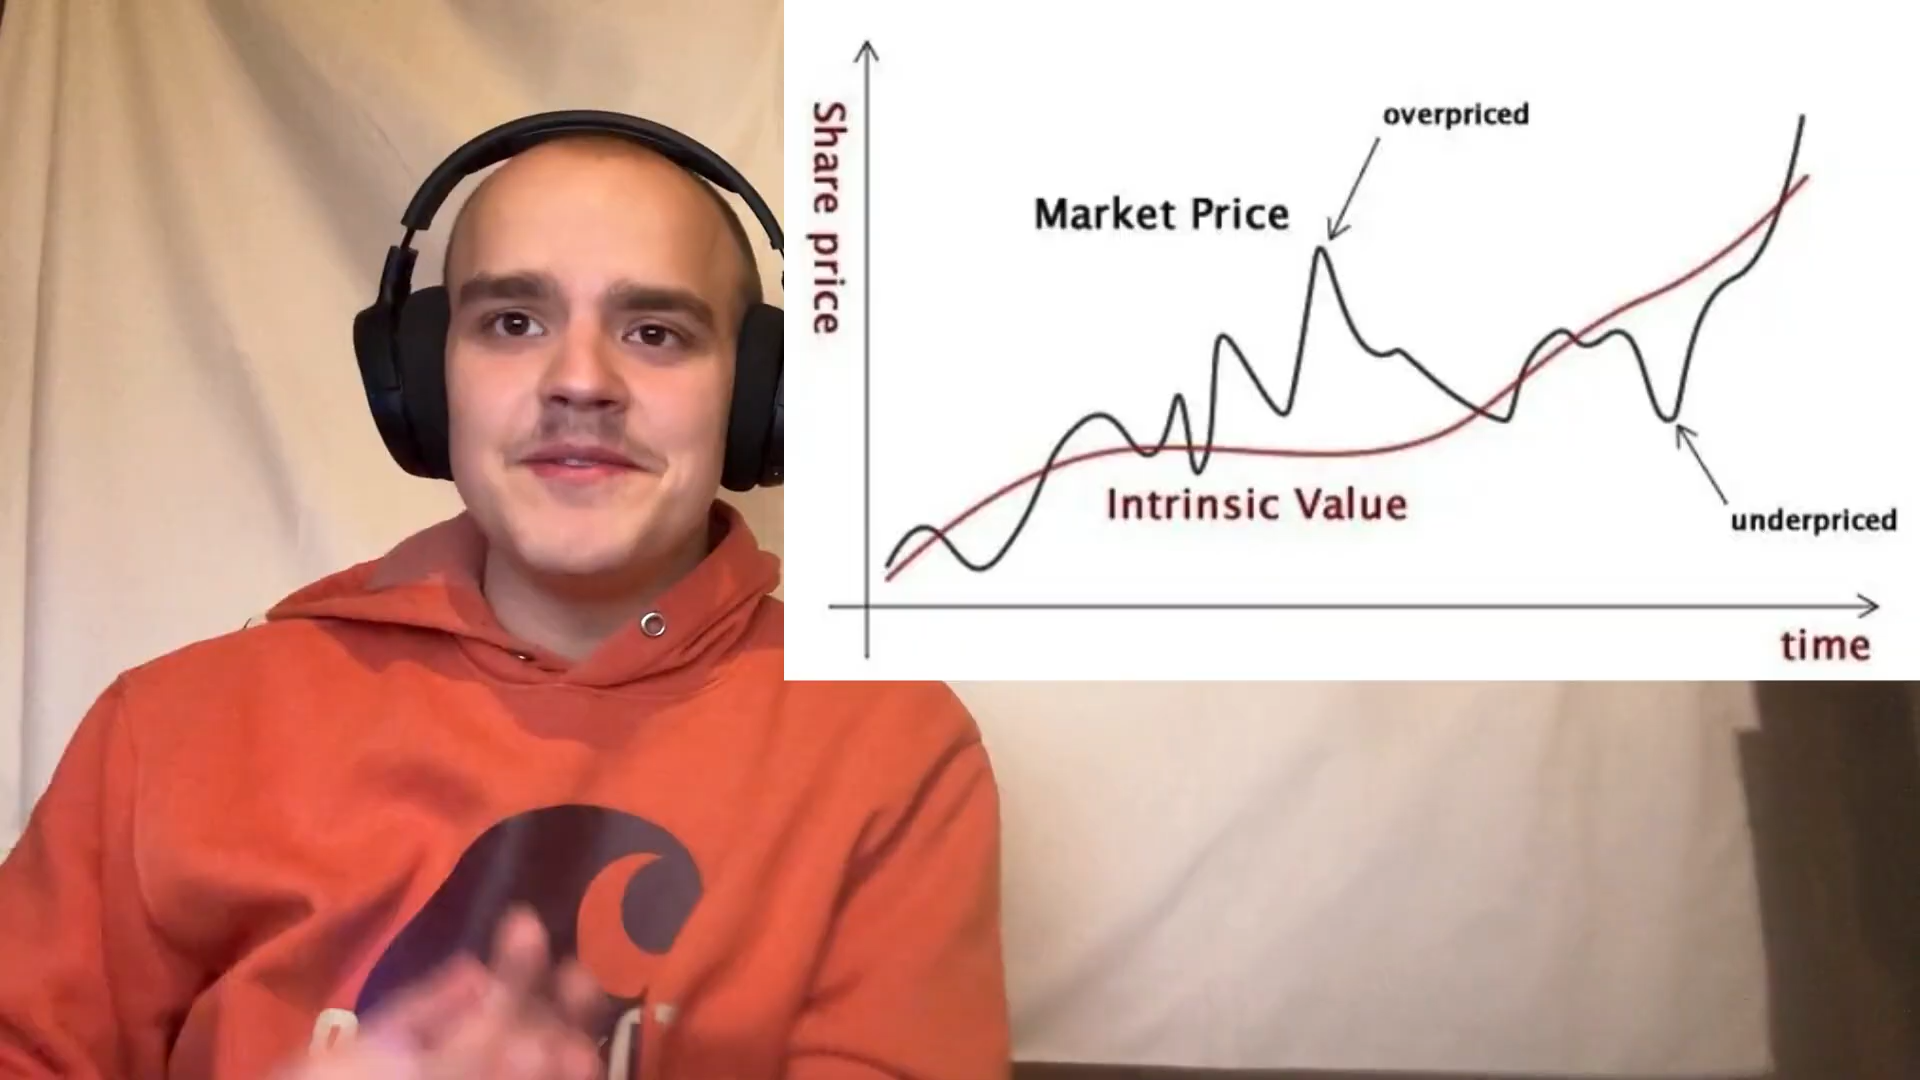 overpriced
Market Price
Share price
Intrinsic Value
underpriced
time